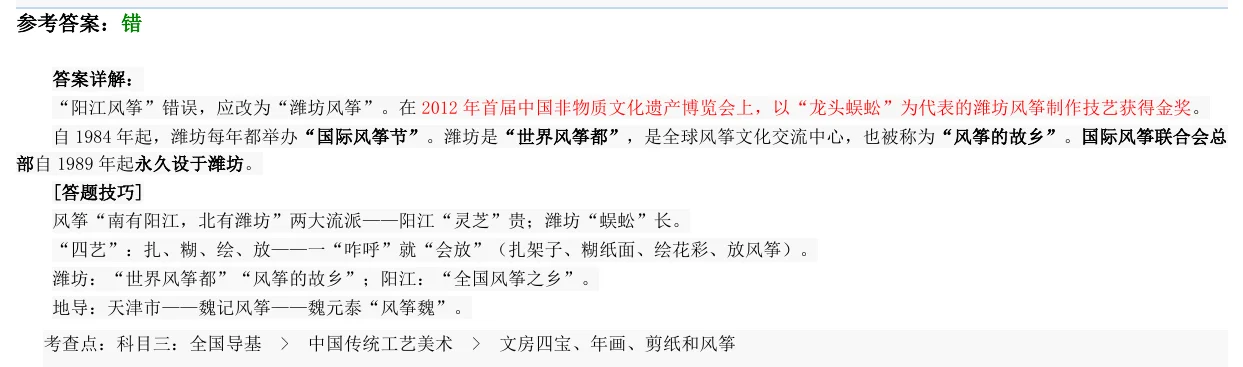 参考答案：错
答案详解：
“阳江风筝”错误，应改为“潍坊风筝”。在 2012 年首届中国非物质文化遗产博览会上，以“龙头蜈蚣”为代表的潍坊风筝制作技艺获得金奖。
自 1984 年起，潍坊每年都举办“国际风筝节”。潍坊是“世界风筝都”，是全球风筝文化交流中心，也被称为“风筝的故乡”。国际风筝联合会总
部自 1989 年起永久设于潍坊。
[答题技巧]
风筝“南有阳江，北有潍坊”两大流派——阳江“灵芝”贵；潍坊“蜈蚣”长。
“四艺”：扎、糊、绘、放——一“咋呼”就“会放”（扎架子、糊纸面、绘花彩、放风筝）。
潍坊：“世界风筝都”“风筝的故乡”；阳江：“全国风筝之乡”。
地导：天津市——魏记风筝——魏元泰“风筝魏”。
考查点：科目三：全国导基 > 中国传统工艺美术 > 文房四宝、年画、剪纸和风筝